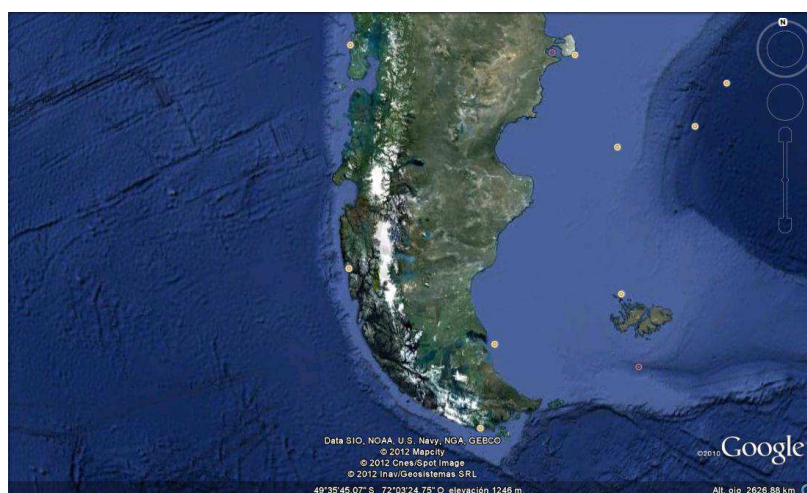 N
Data SIO, NOAA, U.S. Navy, NGA, GEBCO
© 2012 Mapcity
© 2012 Cnes/Spot Image
© 2012 Inav/Geosistemas SRL
©2010 Google
49°35'45.07" S 72°03'24.75" O elevación 1246 m
Alt. ojo 2626.88 km